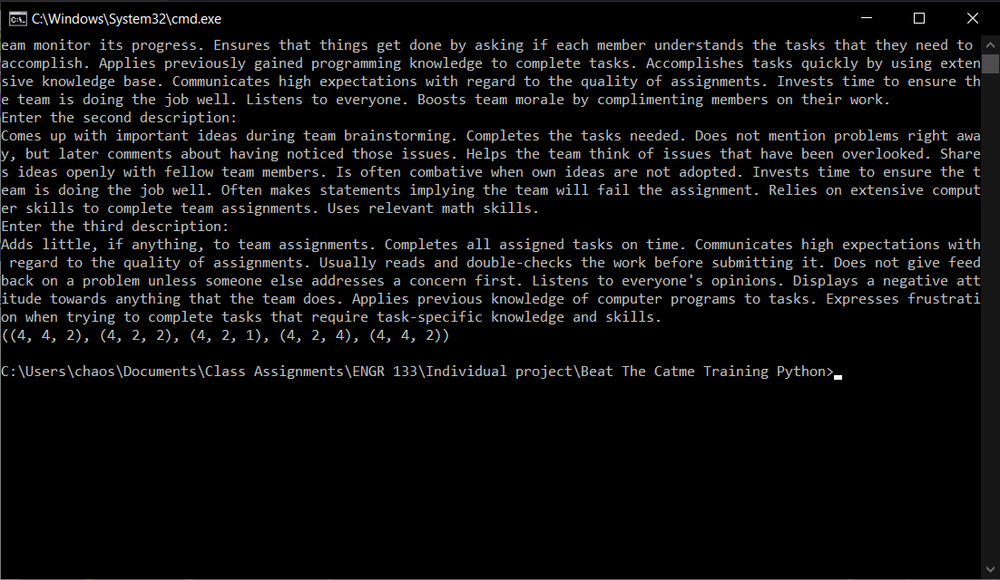 C:\Windows\System32\cmd.exe
eam monitor its progress. Ensures that things get done by asking if each member understands the tasks that they need to
accomplish. Applies previously gained programming knowledge to complete tasks. Accomplishes tasks quickly by using exten
sive knowledge base. Communicates high expectations with regard to the quality of assignments. Invests time to ensure th
e team is doing the job well. Listens to everyone. Boosts team morale by complimenting members on their work.
Enter the second description:
Comes up with important ideas during team brainstorming. Completes the tasks needed. Does not mention problems right awa
y, but later comments about having noticed those issues. Helps the team think of issues that have been overlooked. Share
s ideas openly with fellow team members. Is often combative when own ideas are not adopted. Invests time to ensure the t
eam is doing the job well. Often makes statements implying the team will fail the assignment. Relies on extensive comput
er skills to complete team assignments. Uses relevant math skills.
Enter the third description:
Adds little, if anything, to team assignments. Completes all assigned tasks on time. Communicates high expectations with
 regard to the quality of assignments. Usually reads and double-checks the work before submitting it. Does not give feed
back on a problem unless someone else addresses a concern first. Listens to everyone's opinions. Displays a negative att
itude towards anything that the team does. Applies previous knowledge of computer programs to tasks. Expresses frustrati
on when trying to complete tasks that require task-specific knowledge and skills.
((4, 4, 2), (4, 2, 2), (4, 2, 1), (4, 2, 4), (4, 4, 2))
C:\Users\chaos\Documents\Class Assignments\ENGR 133\Individual project\Beat The Catme Training Python>